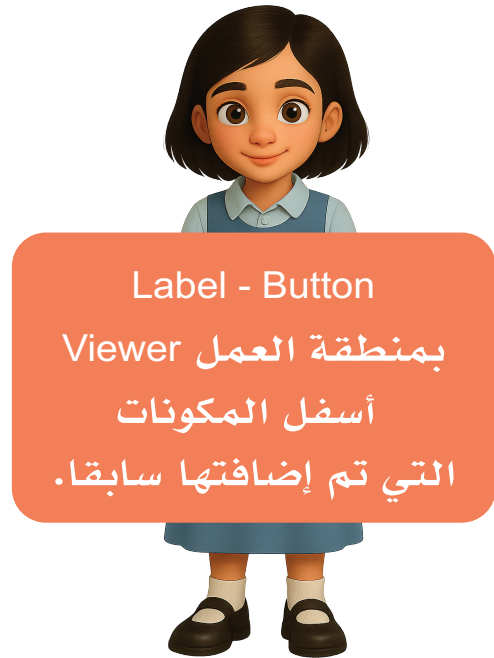 Label - Button
بمنطقة العمل Viewer
أسفل المكونات
التي تم إضافتها سابقا.